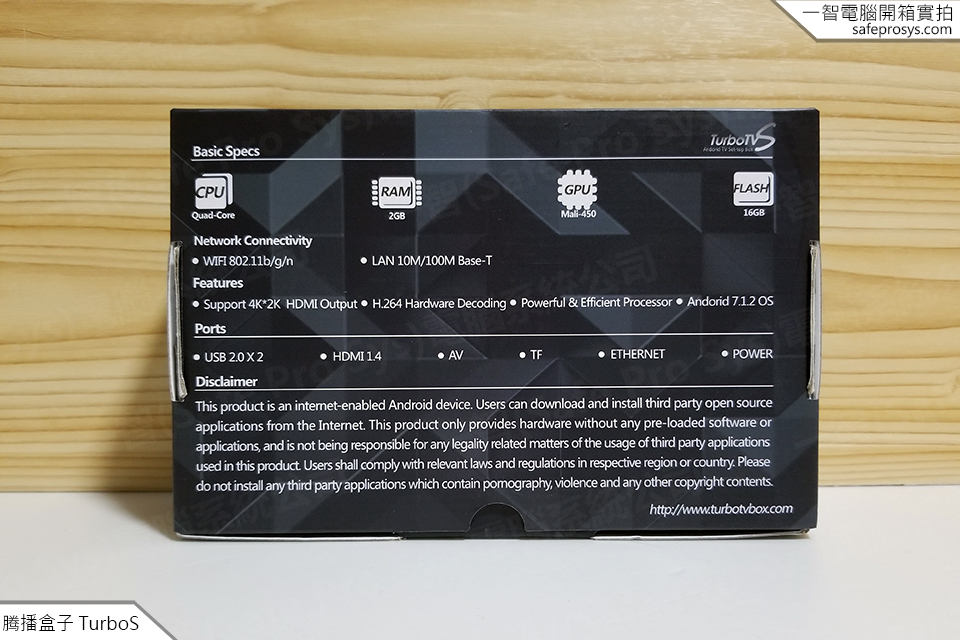 一智電腦開箱實拍
safeprosys.com
Basic Specs
TurboTV S
Android TV Set-top Box
CPU RAM GPU FLASH
Quad-Core 2GB Mali-450 16GB
Network Connectivity
● WIFI 802.11b/g/n ● LAN 10M/100M Base-T
Features
● Support 4K*2K HDMI Output ● H.264 Hardware Decoding ● Powerful & Efficient Processor ● Andorid 7.1.2 OS
Ports
● USB 2.0 X 2 ● HDMI 1.4 ● AV ● TF ● ETHERNET ● POWER
Disclaimer
This product is an internet-enabled Android device. Users can download and install third party open source
applications from the Internet. This product only provides hardware without any pre-loaded software or
applications, and is not being responsible for any legality related matters of the usage of third party applications
used in this product. Users shall comply with relevant laws and regulations in respective region or country. Please
do not install any third party applications which contain pornography, violence and any other copyright contents.
http://www.turbotvbox.com
腾播盒子 TurboS